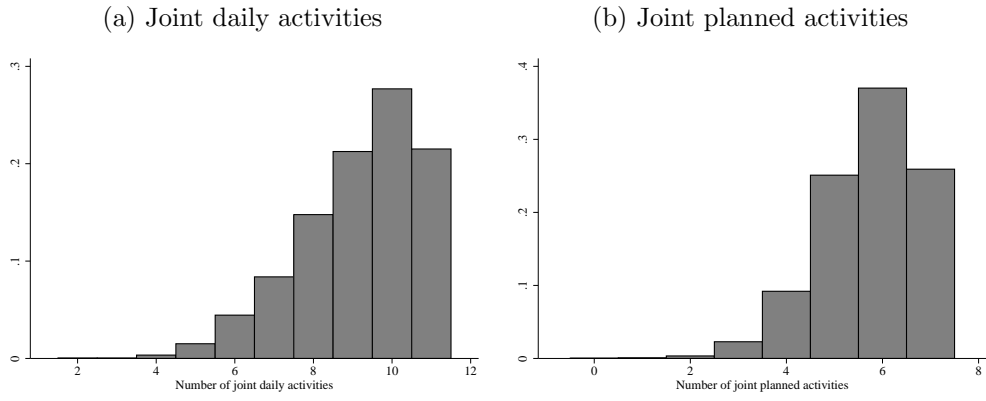 (a) Joint daily activities
.3
.2
.1
0
2 4 6 8 10 12
Number of joint daily activities
(b) Joint planned activities
.4
.3
.2
.1
0
0 2 4 6 8
Number of joint planned activities